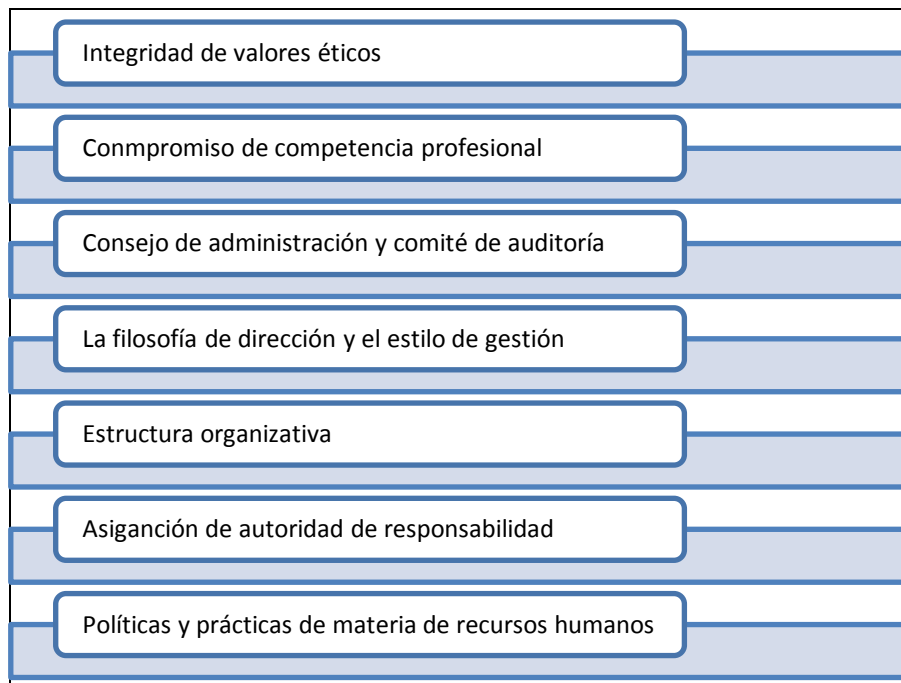 Integridad de valores éticos
Conmpromiso de competencia profesional
Consejo de administración y comité de auditoría
La filosofía de dirección y el estilo de gestión
Estructura organizativa
Asiganción de autoridad de responsabilidad
Políticas y prácticas de materia de recursos humanos